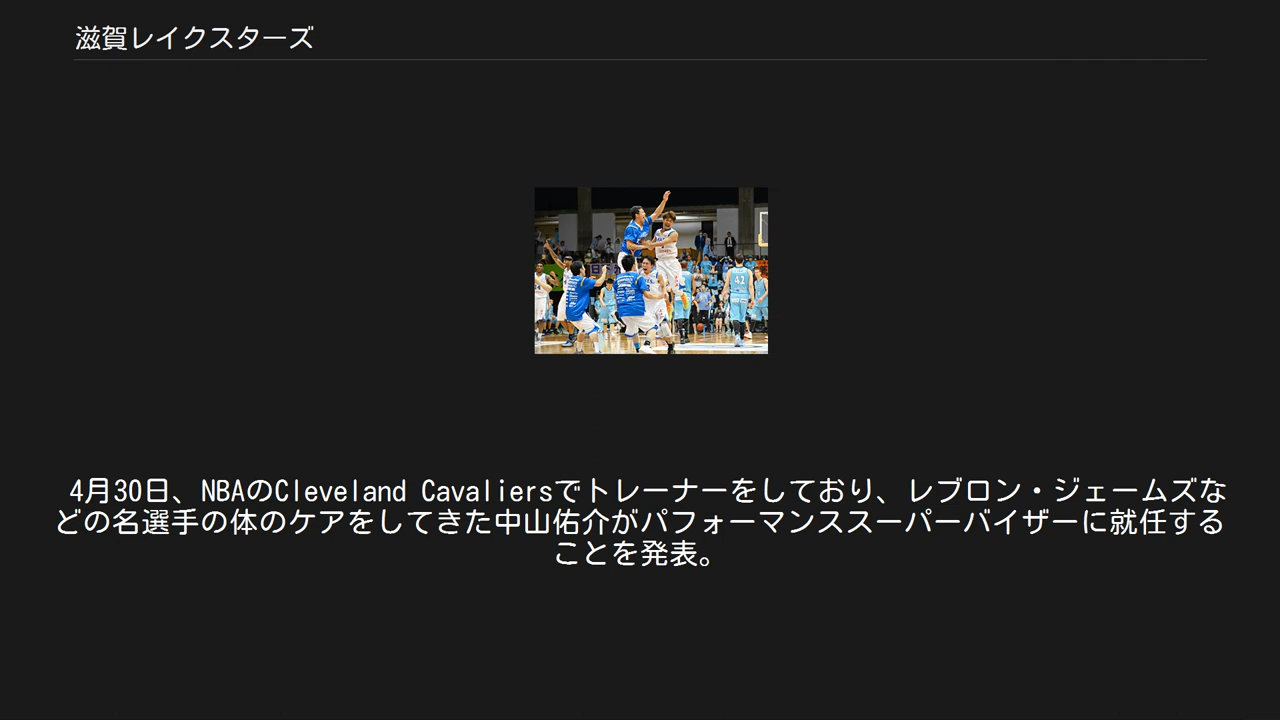 滋賀レイクスターズ
42
4月30日、NBAのCleveland Cavaliersでトレーナーをしており、レブロン・ジェームズな
どの名選手の体のケアをしてきた中山佑介がパフォーマンススーパーバイザーに就任する
ことを発表。